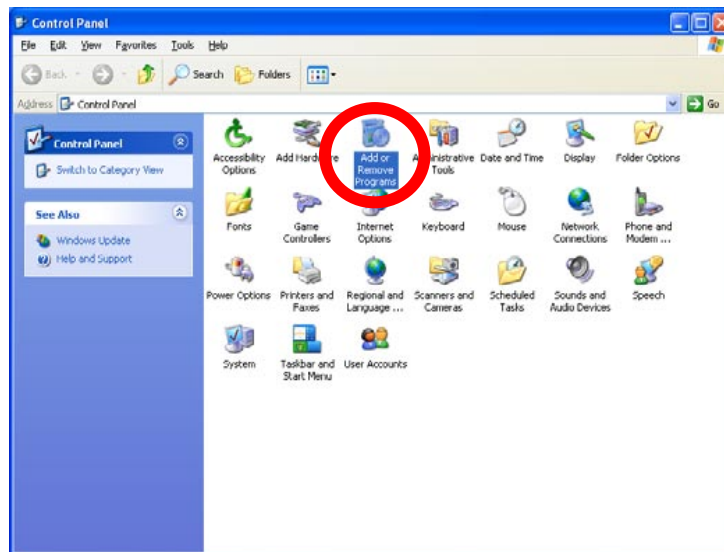 Control Panel
File Edit View Favorites Tools Help
Back Search Folders
Address Control Panel Go
Control Panel
Switch to Category View
See Also
Windows Update
Help and Support
Accessibility Options
Add Hardware
Add or Remove Programs
Administrative Tools
Date and Time
Display
Folder Options
Fonts
Game Controllers
Internet Options
Keyboard
Mouse
Network Connections
Phone and Modem ...
Power Options
Printers and Faxes
Regional and Language ...
Scanners and Cameras
Scheduled Tasks
Sounds and Audio Devices
Speech
System
Taskbar and Start Menu
User Accounts